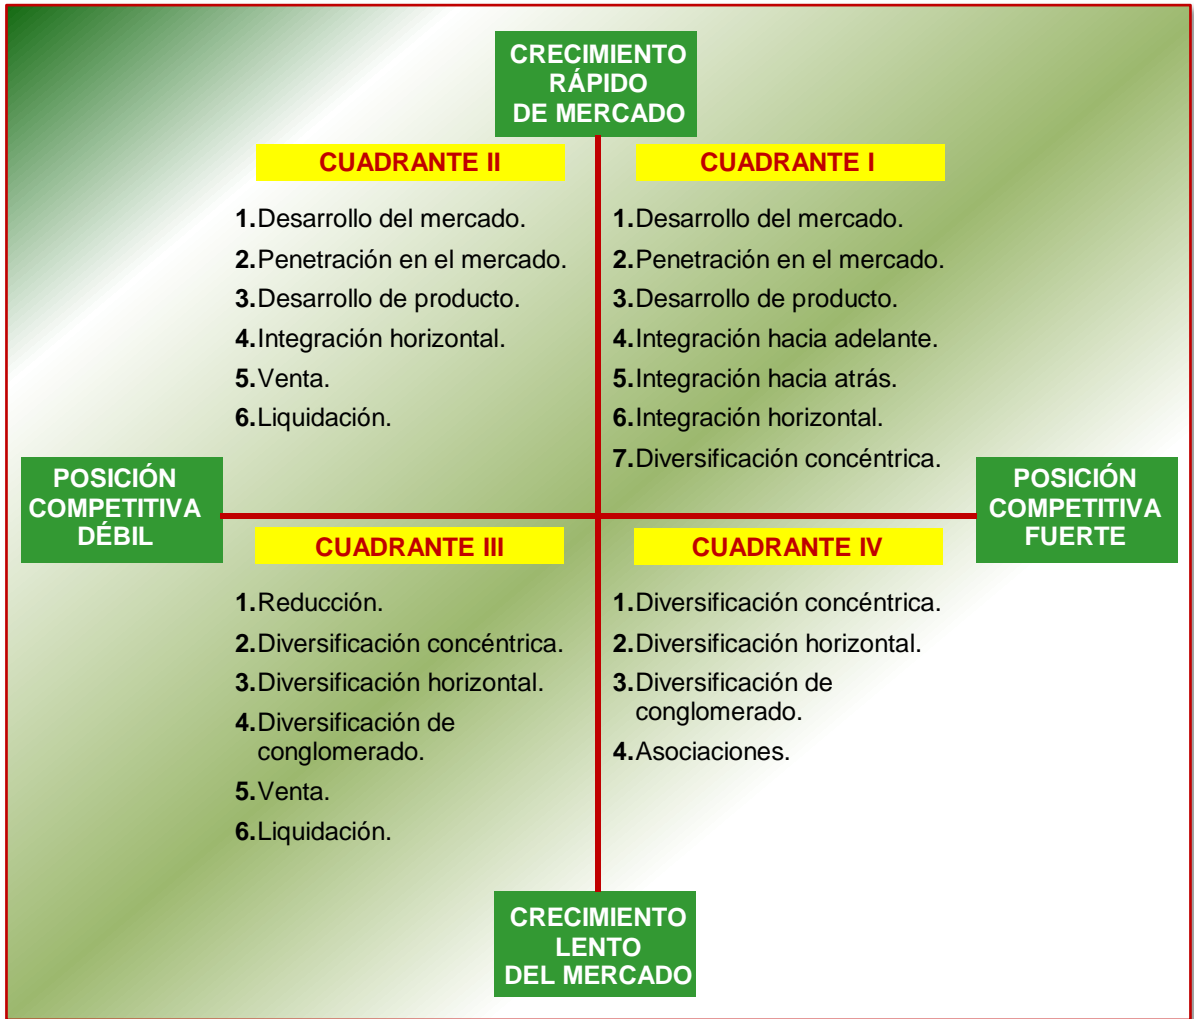 CRECIMIENTO
RÁPIDO
DE MERCADO
CUADRANTE II
1.Desarrollo del mercado.
2.Penetración en el mercado.
3.Desarrollo de producto.
4.Integración horizontal.
5.Venta.
6.Liquidación.
CUADRANTE I
1.Desarrollo del mercado.
2.Penetración en el mercado.
3.Desarrollo de producto.
4.Integración hacia adelante.
5.Integración hacia atrás.
6.Integración horizontal.
7.Diversificación concéntrica.
POSICIÓN
COMPETITIVA
DÉBIL
POSICIÓN
COMPETITIVA
FUERTE
CUADRANTE III
1.Reducción.
2.Diversificación concéntrica.
3.Diversificación horizontal.
4.Diversificación de
conglomerado.
5.Venta.
6.Liquidación.
CUADRANTE IV
1.Diversificación concéntrica.
2.Diversificación horizontal.
3.Diversificación de
conglomerado.
4.Asociaciones.
CRECIMIENTO
LENTO
DEL MERCADO